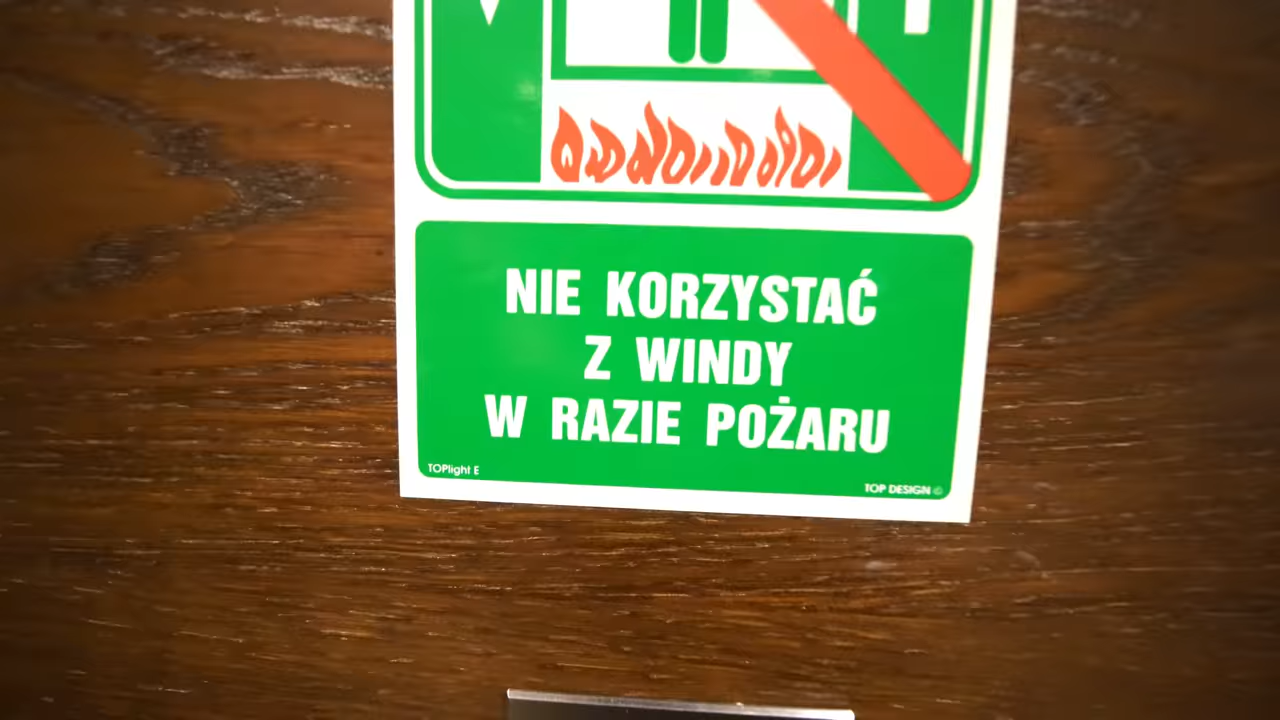 NIE KORZYSTAĆ
Z WINDY
W RAZIE POŻARU
TOPlight E
TOP DESIGN ©